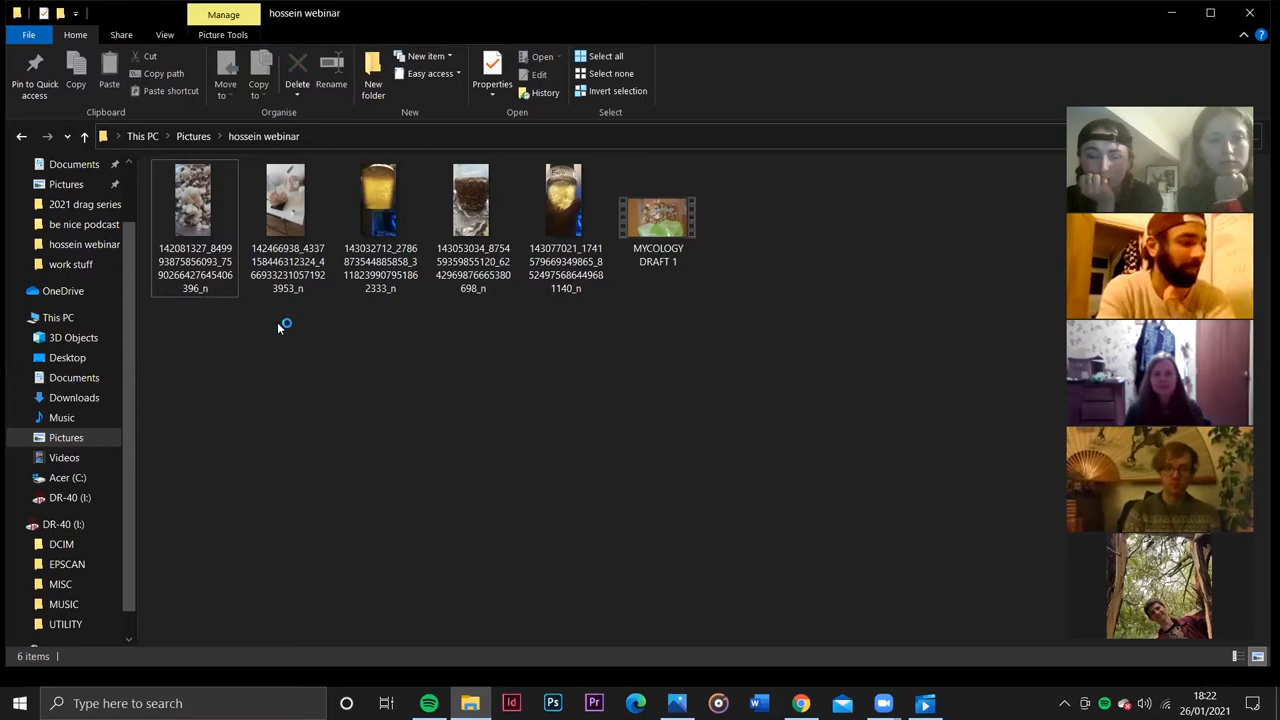 Manage
hossein webinar
File
Home
Share
View
Picture Tools
Pin to Quick
access
Copy
Paste
Cut
Copy path
Paste shortcut
Clipboard
Move
to
Copy
to
Delete
Rename
Organise
New
folder
New item
Easy access
New
Properties
Open
Edit
History
Open
Select all
Select none
Invert selection
Select
This PC
Pictures
hossein webinar
Documents
Pictures
2021 drag series
be nice podcast
hossein webinar
work stuff
OneDrive
This PC
3D Objects
Desktop
Documents
Downloads
Music
Pictures
Videos
Acer (C:)
DR-40 (I:)
DR-40 (I:)
DCIM
EPSCAN
MISC
MUSIC
UTILITY
142081327_8499
93875856093_75
90266427645406
396_n
142466938_4337
158446312324_4
66933231057192
3953_n
143032712_2786
873544885858_3
11823990795186
2333_n
143053034_8754
59359855120_62
42969876665380
698_n
143077021_1741
579669349865_8
52497568644968
1140_n
MYCOLOGY
DRAFT 1
6 items
Type here to search
18:22
26/01/2021